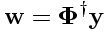 𝐰 = 𝚽†𝐲